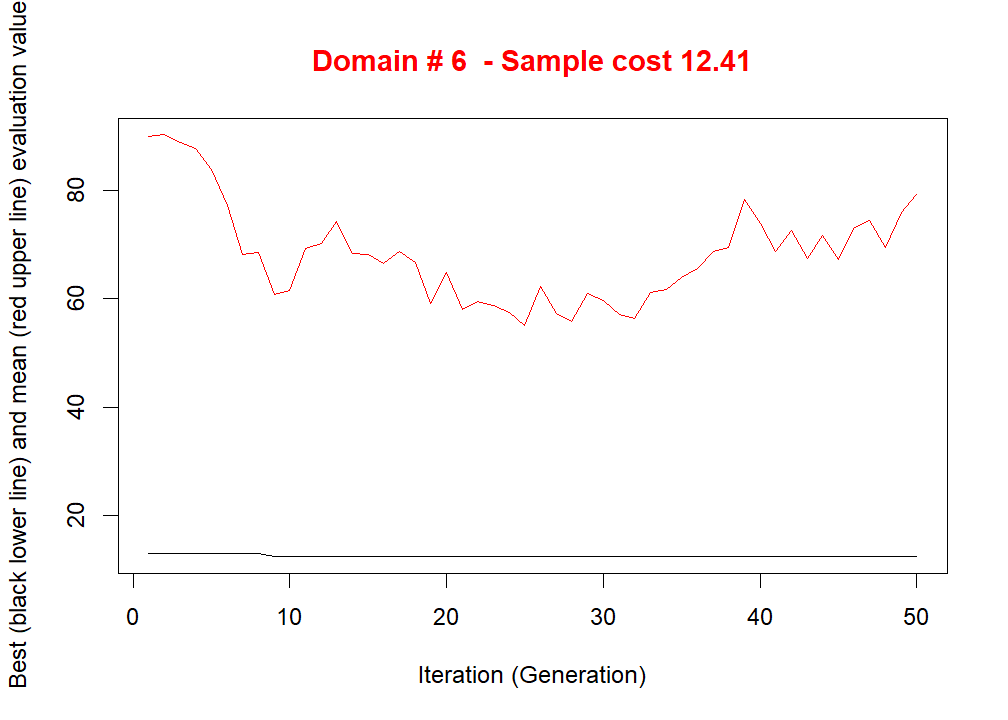 Domain # 6  - Sample cost 12.41
Best (black lower line) and mean (red upper line) evaluation value
80
60
40
20
0 10 20 30 40 50
Iteration (Generation)